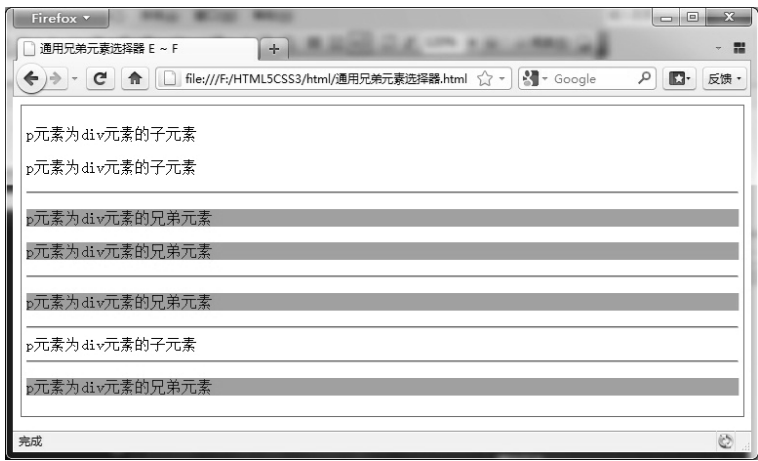 Firefox
通用兄弟元素选择器 E ~ F
file:///F:/HTML5CSS3/html/通用兄弟元素选择器.html
Google
反馈
p元素为div元素的子元素
p元素为div元素的子元素
p元素为div元素的兄弟元素
p元素为div元素的兄弟元素
p元素为div元素的兄弟元素
p元素为div元素的子元素
p元素为div元素的兄弟元素
完成